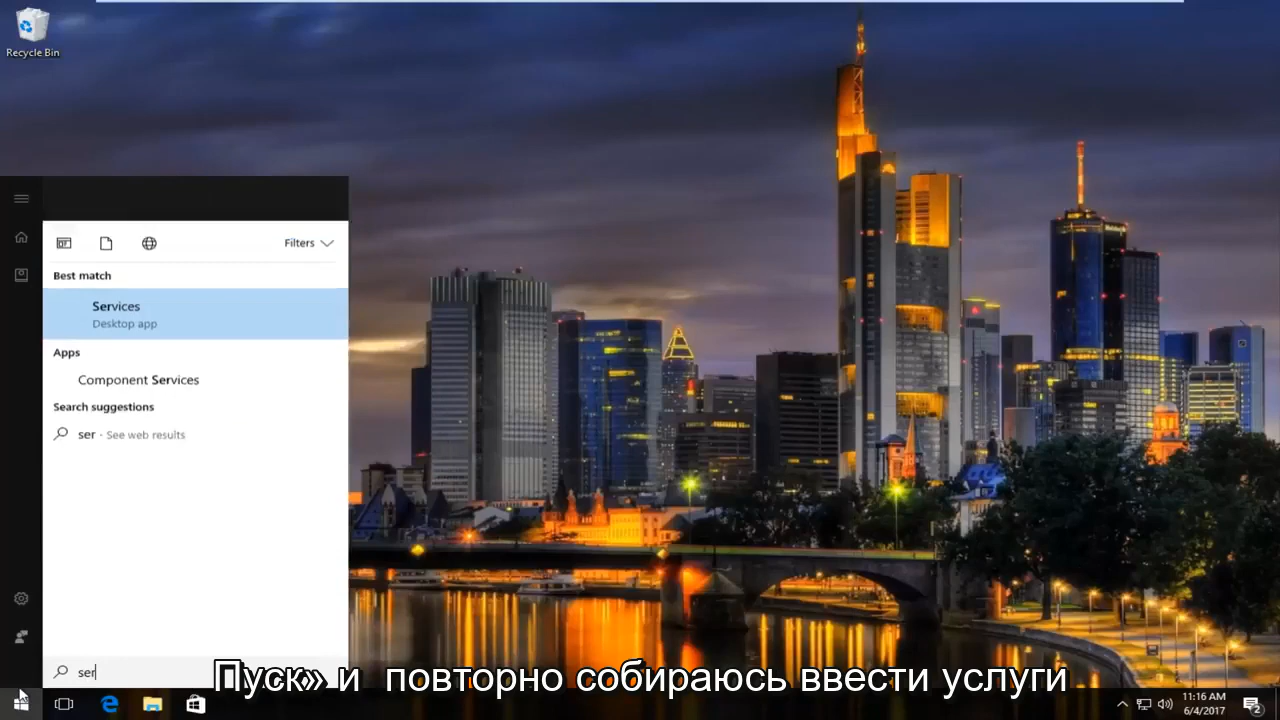 Recycle Bin
Filters
Best match
Services
Desktop app
Apps
Component Services
Search suggestions
ser - See web results
ser
Пуск» и повторно собираюсь ввести услуги
11:16 AM
6/4/2017
2